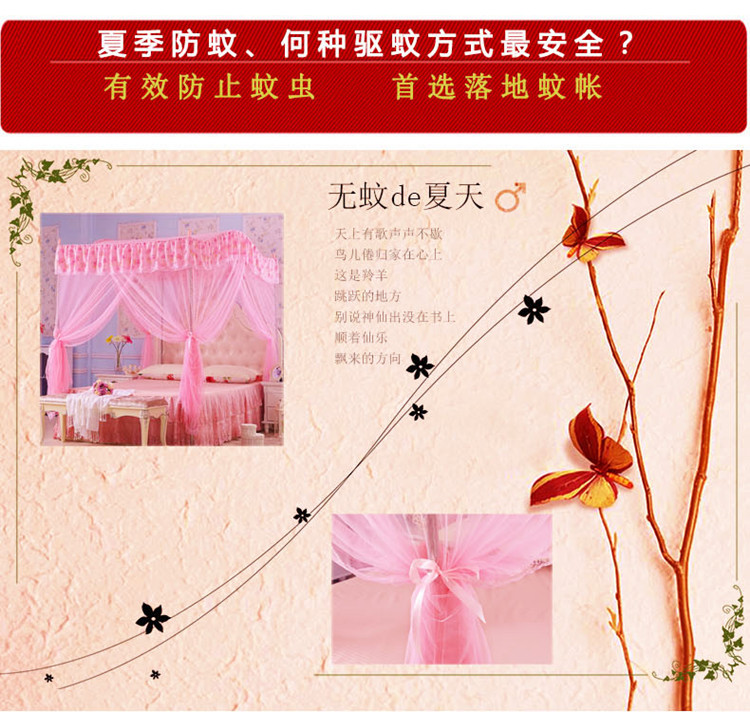 夏季防蚊、何种驱蚊方式最安全？
有效防止蚊虫 首选落地蚊帐
无蚊de夏天
天上有歌声声不歇
鸟儿倦归家在心上
这是羚羊
跳跃的地方
别说神仙出没在书上
顺着仙乐
飘来的方向